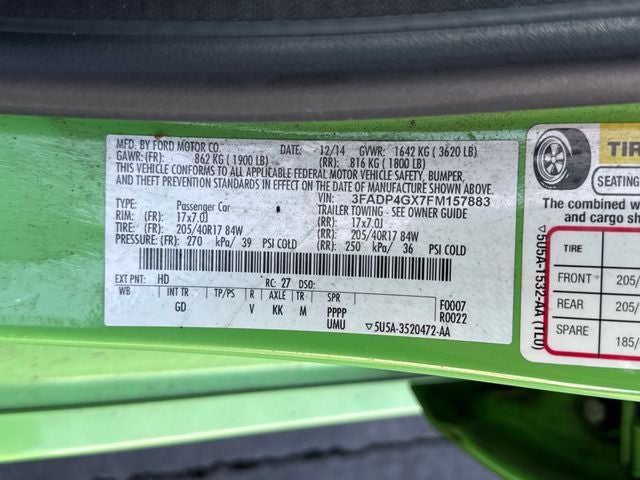 MFD. BY FORD MOTOR CO. DATE: 12/14 GVWR: 1642 KG ( 3620 LB)
GAWR: (FR): 862 KG ( 1900 LB) (RR): 816 KG ( 1800 LB)
THIS VEHICLE CONFORMS TO ALL APPLICABLE FEDERAL MOTOR VEHICLE SAFETY, BUMPER,
AND THEFT PREVENTION STANDARDS IN EFFECT ON THE DATE OF MANUFACTURE SHOWN ABOVE.
VIN: 3FADP4GX7FM157883
TYPE: Passenger Car TRAILER TOWING - SEE OWNER GUIDE
RIM: (FR): 17x7.0J (RR): 17x7.0J
TIRE: (FR): 205/40R17 84W (RR): 205/40R17 84W
PRESSURE: (FR): 270 kPa/ 39 PSI COLD (RR): 250 kPa/ 36 PSI COLD
EXT PNT: HD RC: 27 DSO:
WB INT TR TP/PS R AXLE TR SPR F0007
GD V KK M PPPP R0022
UMU ▽5U5A-3520472-AA
TIR
SEATING
The combined w
and cargo sh
TIRE
FRONT 205/
REAR 205/
SPARE 185/
▽5U5A-1532-AA (TL0)